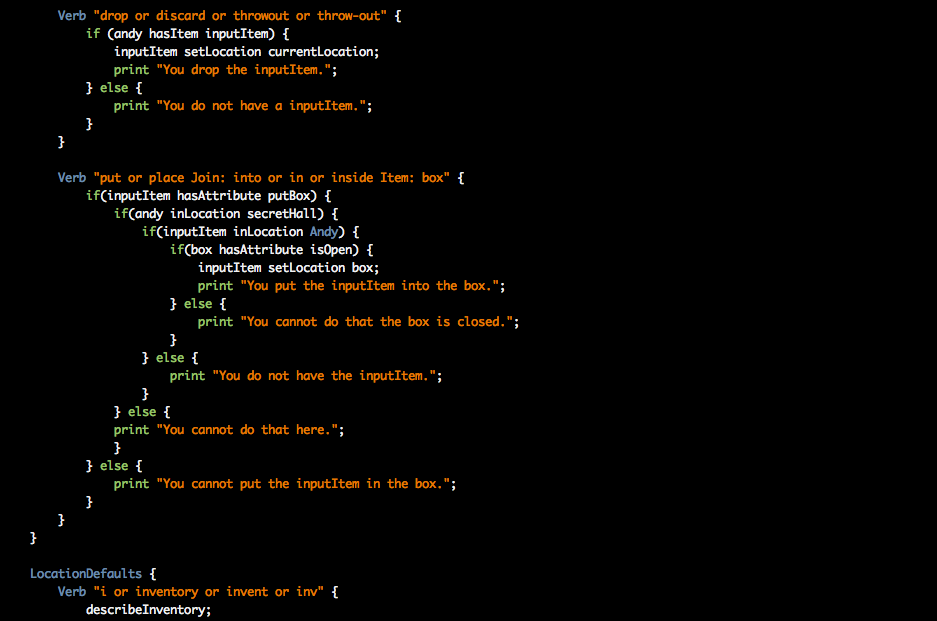 Verb "drop or discard or throwout or throw-out" {
if (andy hasItem inputItem) {
inputItem setLocation currentLocation;
print "You drop the inputItem.";
} else {
print "You do not have a inputItem.";
}
}
Verb "put or place Join: into or in or inside Item: box" {
if(inputItem hasAttribute putBox) {
if(andy inLocation secretHall) {
if(inputItem inLocation Andy) {
if(box hasAttribute isOpen) {
inputItem setLocation box;
print "You put the inputItem into the box.";
} else {
print "You cannot do that the box is closed.";
}
} else {
print "You do not have the inputItem.";
}
} else {
print "You cannot do that here.";
}
} else {
print "You cannot put the inputItem in the box.";
}
}
}
LocationDefaults {
Verb "i or inventory or invent or inv" {
describeInventory;